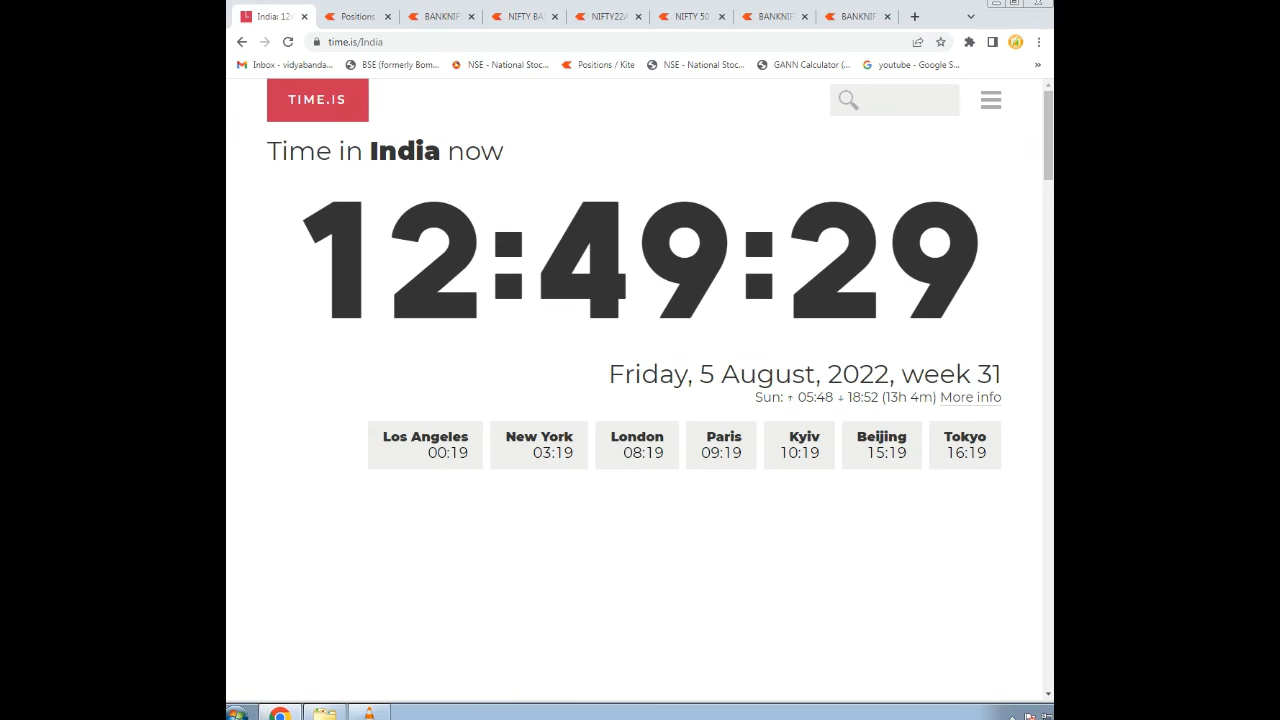 India: 12:
Positions
BANKNIF
NIFTY BA
NIFTY22A
NIFTY 50
BANKNIF
BANKNIF
time.is/India
Inbox - vidyabanda...
BSE (formerly Bom...
NSE - National Stoc...
Positions / Kite
NSE - National Stoc...
GANN Calculator (...
youtube - Google S...
»
TIME.IS
Time in India now
12:49:29
Friday, 5 August, 2022, week 31
Sun: ↑ 05:48 ↓ 18:52 (13h 4m) More info
Los Angeles
00:19
New York
03:19
London
08:19
Paris
09:19
Kyiv
10:19
Beijing
15:19
Tokyo
16:19